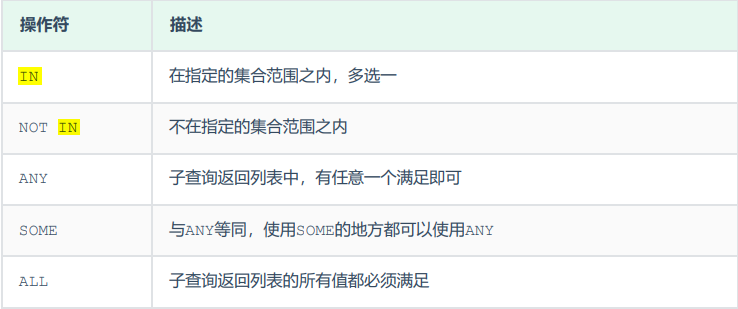 操作符 描述
IN 在指定的集合范围之内，多选一
NOT IN 不在指定的集合范围之内
ANY 子查询返回列表中，有任意一个满足即可
SOME 与ANY等同，使用SOME的地方都可以使用ANY
ALL 子查询返回列表的所有值都必须满足